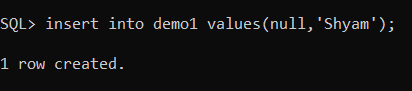 SQL> insert into demo1 values(null,'Shyam');
1 row created.